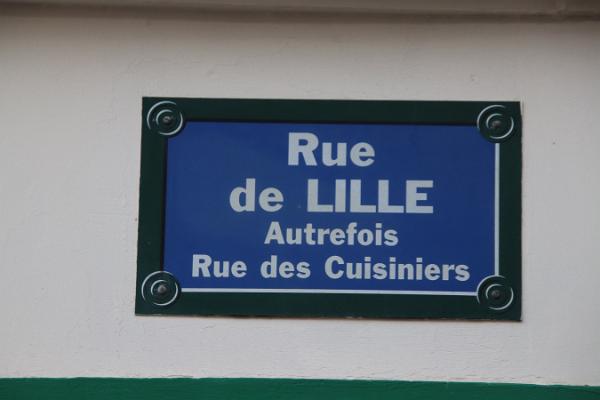 Rue
de LILLE
Autrefois
Rue des Cuisiniers